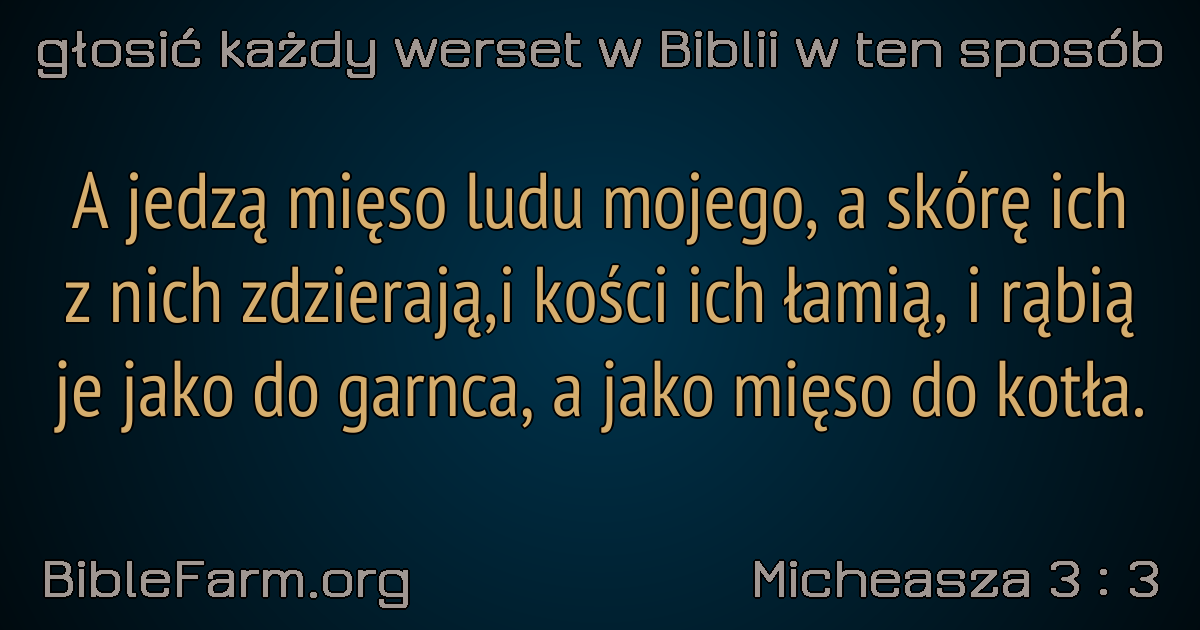 głosić każdy werset w Biblii w ten sposób
A jedzą mięso ludu mojego, a skórę ich
z nich zdzierają,i kości ich łamią, i rąbią
je jako do garnca, a jako mięso do kotła.
BibleFarm.org
Micheasza 3 : 3